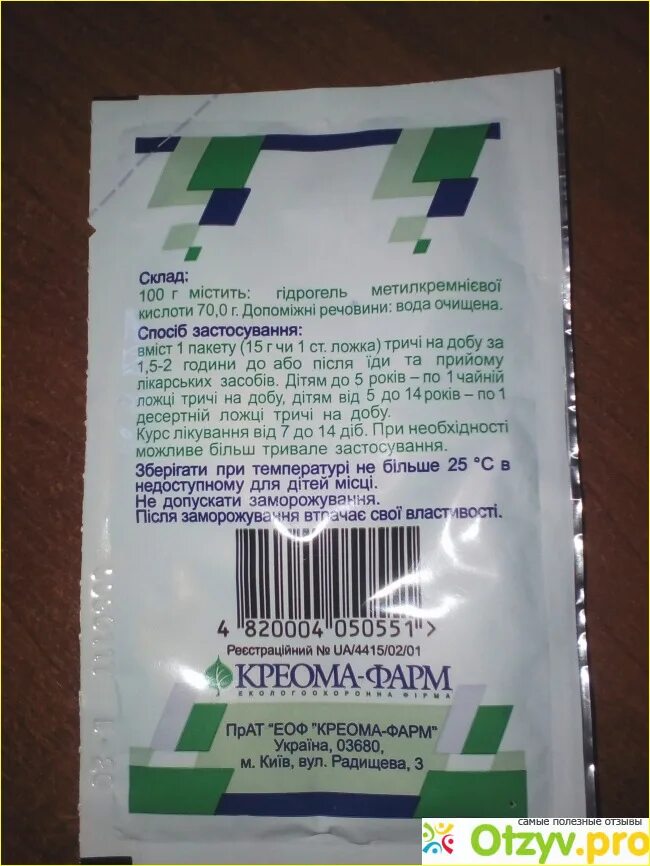 Склад:
100 г містить: гідрогель метилкремнієвої
кислоти 70,0 г. Допоміжні речовини: вода очищена.
Спосіб застосування:
вміст 1 пакету (15 г чи 1 ст. ложка) тричі на добу за
1,5-2 години до або після їди та прийому
лікарських засобів. Дітям до 5 років – по 1 чайній
ложці тричі на добу, дітям від 5 до 14 років – по 1
десертній ложці тричі на добу.
Курс лікування від 7 до 14 діб. При необхідності
можливе більш тривале застосування.
Зберігати при температурі не більше 25 °С в
недоступному для дітей місці.
Не допускати заморожування.
Після заморожування втрачає свої властивості.
4 820004 050551 >
Реєстраційний № UA/4415/02/01
КРЕОМА-ФАРМ
ЕКОЛОГООХОРОННА ФІРМА
ПрАТ "ЕОФ "КРЕОМА-ФАРМ"
Україна, 03680,
м. Київ, вул. Радищева, 3
самые полезные отзывы
Otzyv.pro